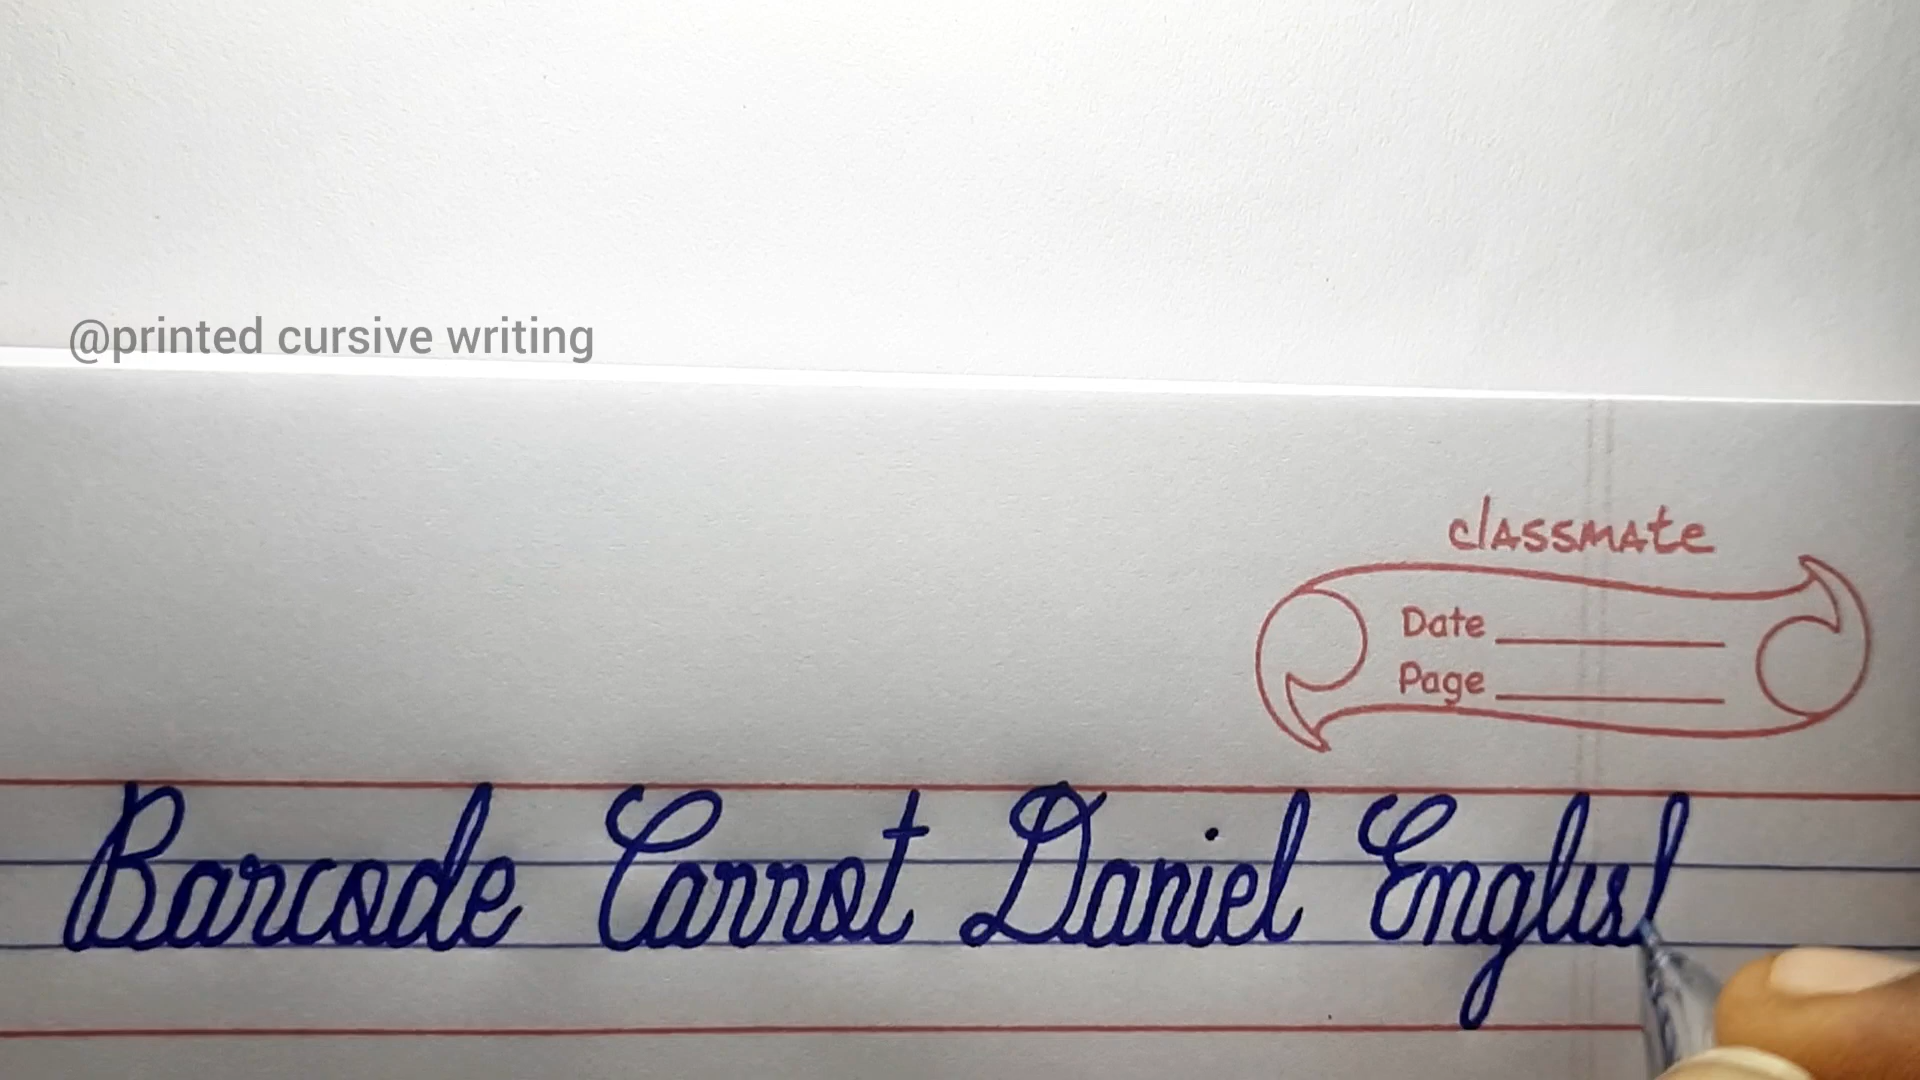 @printed cursive writing
classmate
Date
Page
Barcode Carrot Daniel Englis